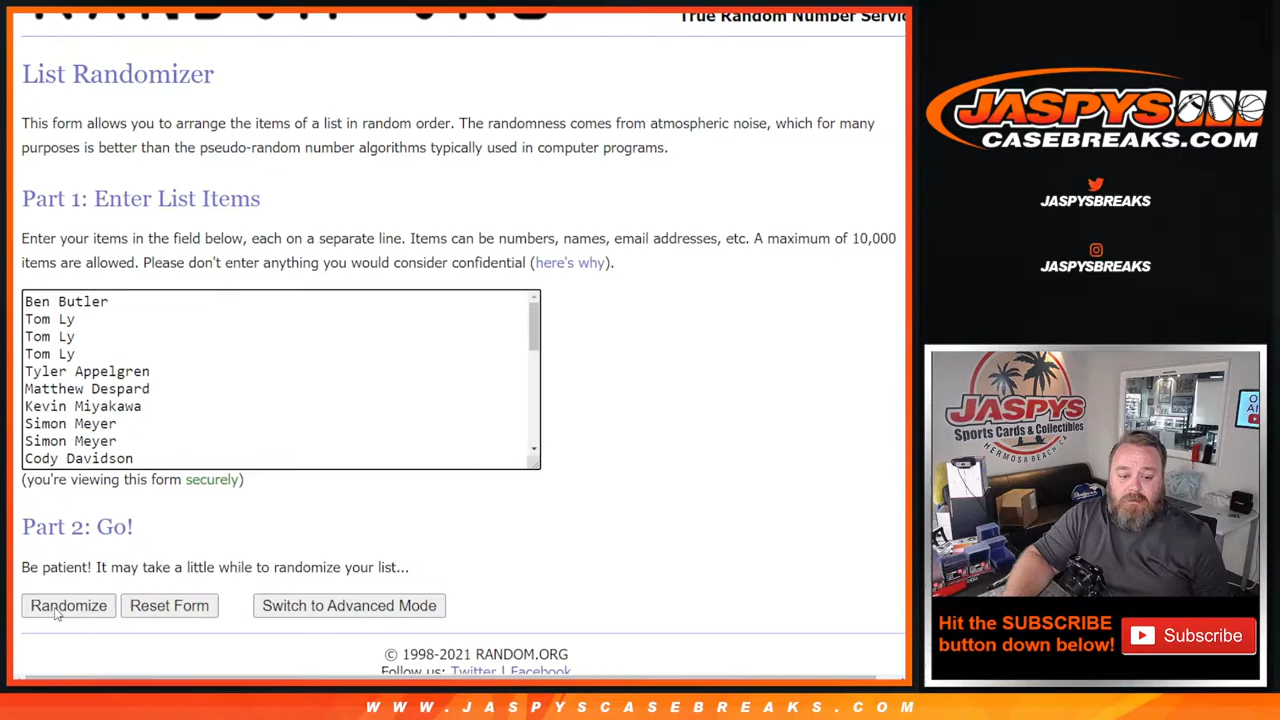 True Random Number Servic
List Randomizer
This form allows you to arrange the items of a list in random order. The randomness comes from atmospheric noise, which for many
purposes is better than the pseudo-random number algorithms typically used in computer programs.
Part 1: Enter List Items
Enter your items in the field below, each on a separate line. Items can be numbers, names, email addresses, etc. A maximum of 10,000
items are allowed. Please don't enter anything you would consider confidential (here's why).
Ben Butler
Tom Ly
Tom Ly
Tom Ly
Tyler Appelgren
Matthew Despard
Kevin Miyakawa
Simon Meyer
Simon Meyer
Cody Davidson
(you're viewing this form securely)
Part 2: Go!
Be patient! It may take a little while to randomize your list...
Randomize
Reset Form
Switch to Advanced Mode
© 1998-2021 RANDOM.ORG
Follow us: Twitter | Facebook
JASPYS
CASEBREAKS.COM
JASPYSBREAKS
JASPYSBREAKS
JASPYS
Sports Cards & Collectibles
HERMOSA BEACH CA
Hit the SUBSCRIBE
button down below!
Subscribe
WWW.JASPYSCASEBREAKS.COM